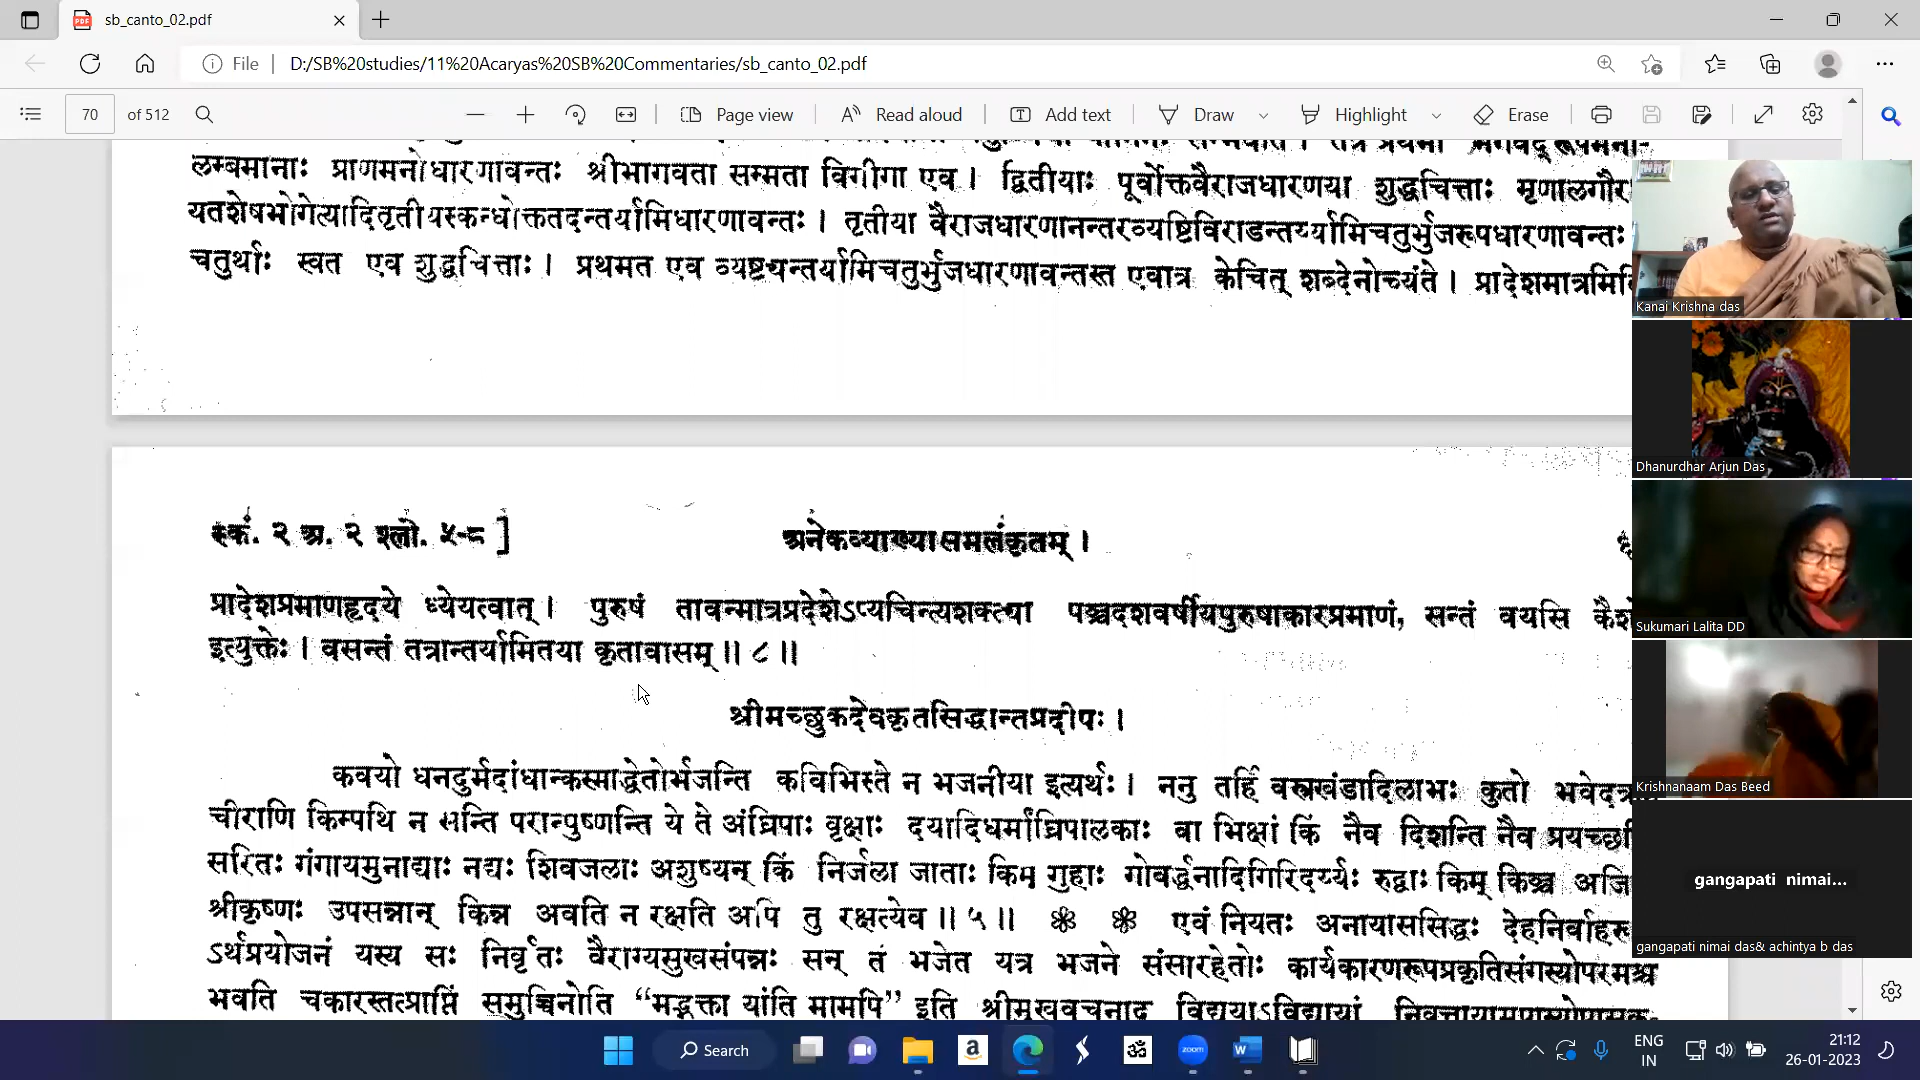 sb_canto_02.pdf
File
D:/SB%20studies/11%20Acaryas%20SB%20Commentaries/sb_canto_02.pdf
70 of 512
Page view
Read aloud
Add text
Draw
Highlight
Erase
लम्बमानाः प्राणमनोधारणावन्तः श्रीभागवता सम्मता वियोगा एव । द्वितीयाः पूर्वोक्तवैराजधारणया शुद्धचित्ताः मृणालगौर
यतशेषभोगेत्यादितृतीयस्कन्धोक्ततदन्तर्यामिधारणावन्तः । तृतीया वैराजधारणानन्तरव्यष्टिविराडन्तर्य्यामिचतुर्भुजरूपधारणावन्तः
चतुर्थाः स्वत एव शुद्धचित्ताः । प्रथमत एव व्यष्ट्यन्तर्यामिचतुर्भुजधारणावन्तस्त एवात्र केचित् शब्देनोच्यंते । प्रादेशमात्रमि
स्कं. २ अ. २ श्लो. ५-८ ]
अनेकव्याख्यासमलंकृतम् ।
प्रादेशप्रमाणहृदये ध्येयत्वात् । पुरुषं तावन्मात्रप्रदेशेऽप्यचिन्त्यशक्त्या पञ्चदशवर्षीयपुरुषाकारप्रमाणं, सन्तं वयसि
इत्युक्तेः । वसन्तं तत्रान्तर्यामितया कृतावासम् ॥ ८ ॥
श्रीमच्छुकदेवकृतसिद्धान्तप्रदीपः ।
कवयो धनदुर्मदांधान्कस्माद्धेतोर्भजन्ति कविभिस्ते न भजनीया इत्यर्थः । ननु तर्हि वस्त्रखंडादिलाभः कुतो
चीराणि किम्पथि न सन्ति परान्पुष्णन्ति ये ते अंघ्रिपाः वृक्षाः दयादिधर्मांघ्रिपालकाः वा भिक्षां किं नैव दिशन्ति नैव
सरितः गंगायमुनाद्याः नद्यः शिवजलाः अशुष्यन् किं निर्जला जाताः किम् गुहाः गोवर्द्धनादिगिरिदर्य्यः रुद्धाः किम् किञ्च
श्रीकृष्णः उपसन्नान् किन्न अवति न रक्षति अपि तु रक्षत्येव ॥ ५ ॥ एवं नियतः अनायाससिद्धः
ऽर्थप्रयोजनं यस्य सः निर्वृतः वैराग्यसुखसंपन्नः सन् तं भजेत यत्र भजने संसारहेतोः कार्यकारणरूपप्रकृतिसंगस्योपरमश्च
भवति चकारस्तत्प्राप्तिं समुच्चिनोति “मद्भक्ता यांति मामपि” इति श्रीमुखवचनाद्
Kanai Krishna das
Dhanurdhar Arjun Das
Sukumari Lalita DD
Krishnanaam Das Beed
gangapati nimai...
gangapati nimai das& achintya b das
Search
zoom
ENG
IN
21:12
26-01-2023